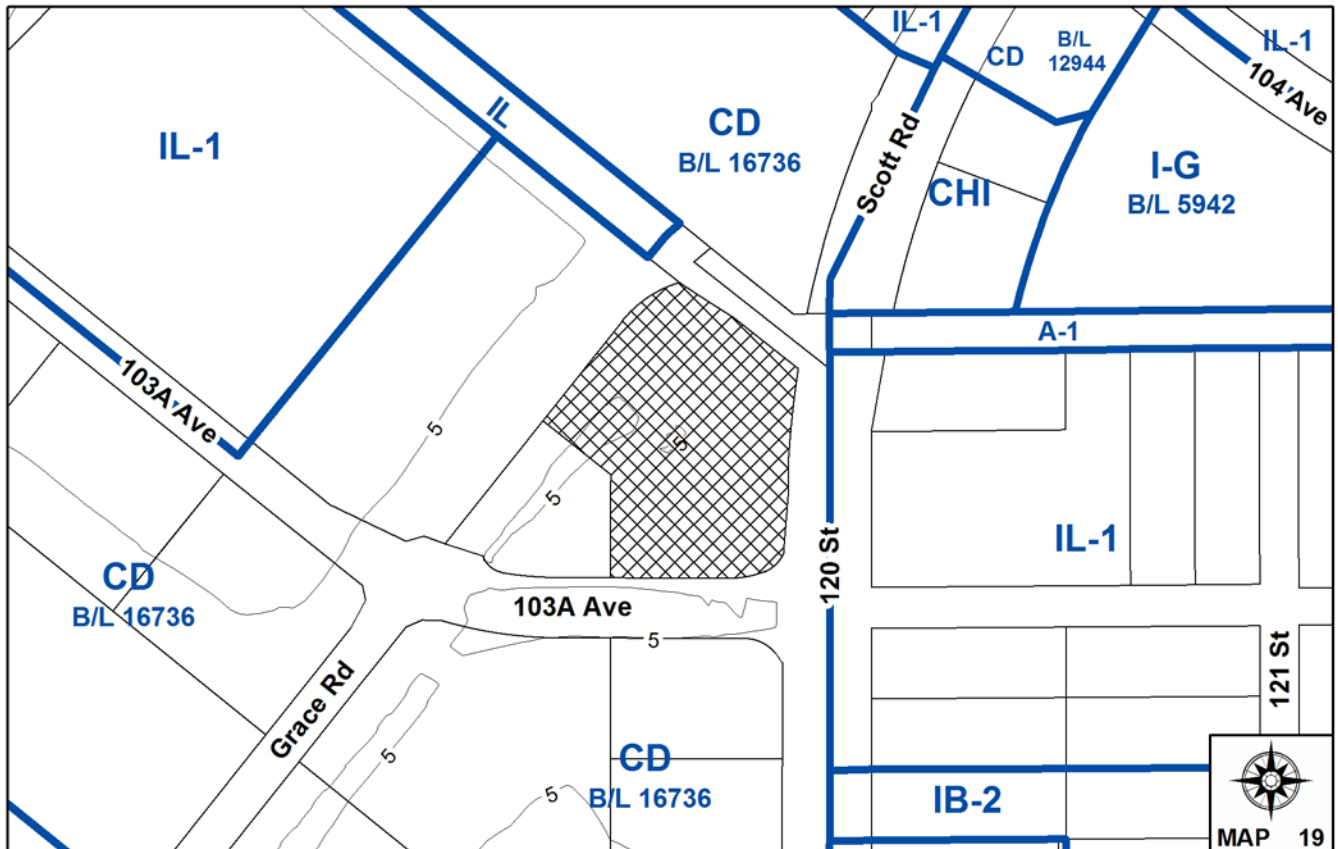 IL-1
CD
B/L
12944
IL-1
104 Ave
IL
CD
B/L 16736
Scott Rd
IL-1
I-G
B/L 5942
CHI
A-1
103A Ave
5
5
5
120 St
IL-1
CD
B/L 16736
103A Ave
5
121 St
Grace Rd
5
CD
B/L 16736
5
IB-2
MAP 19